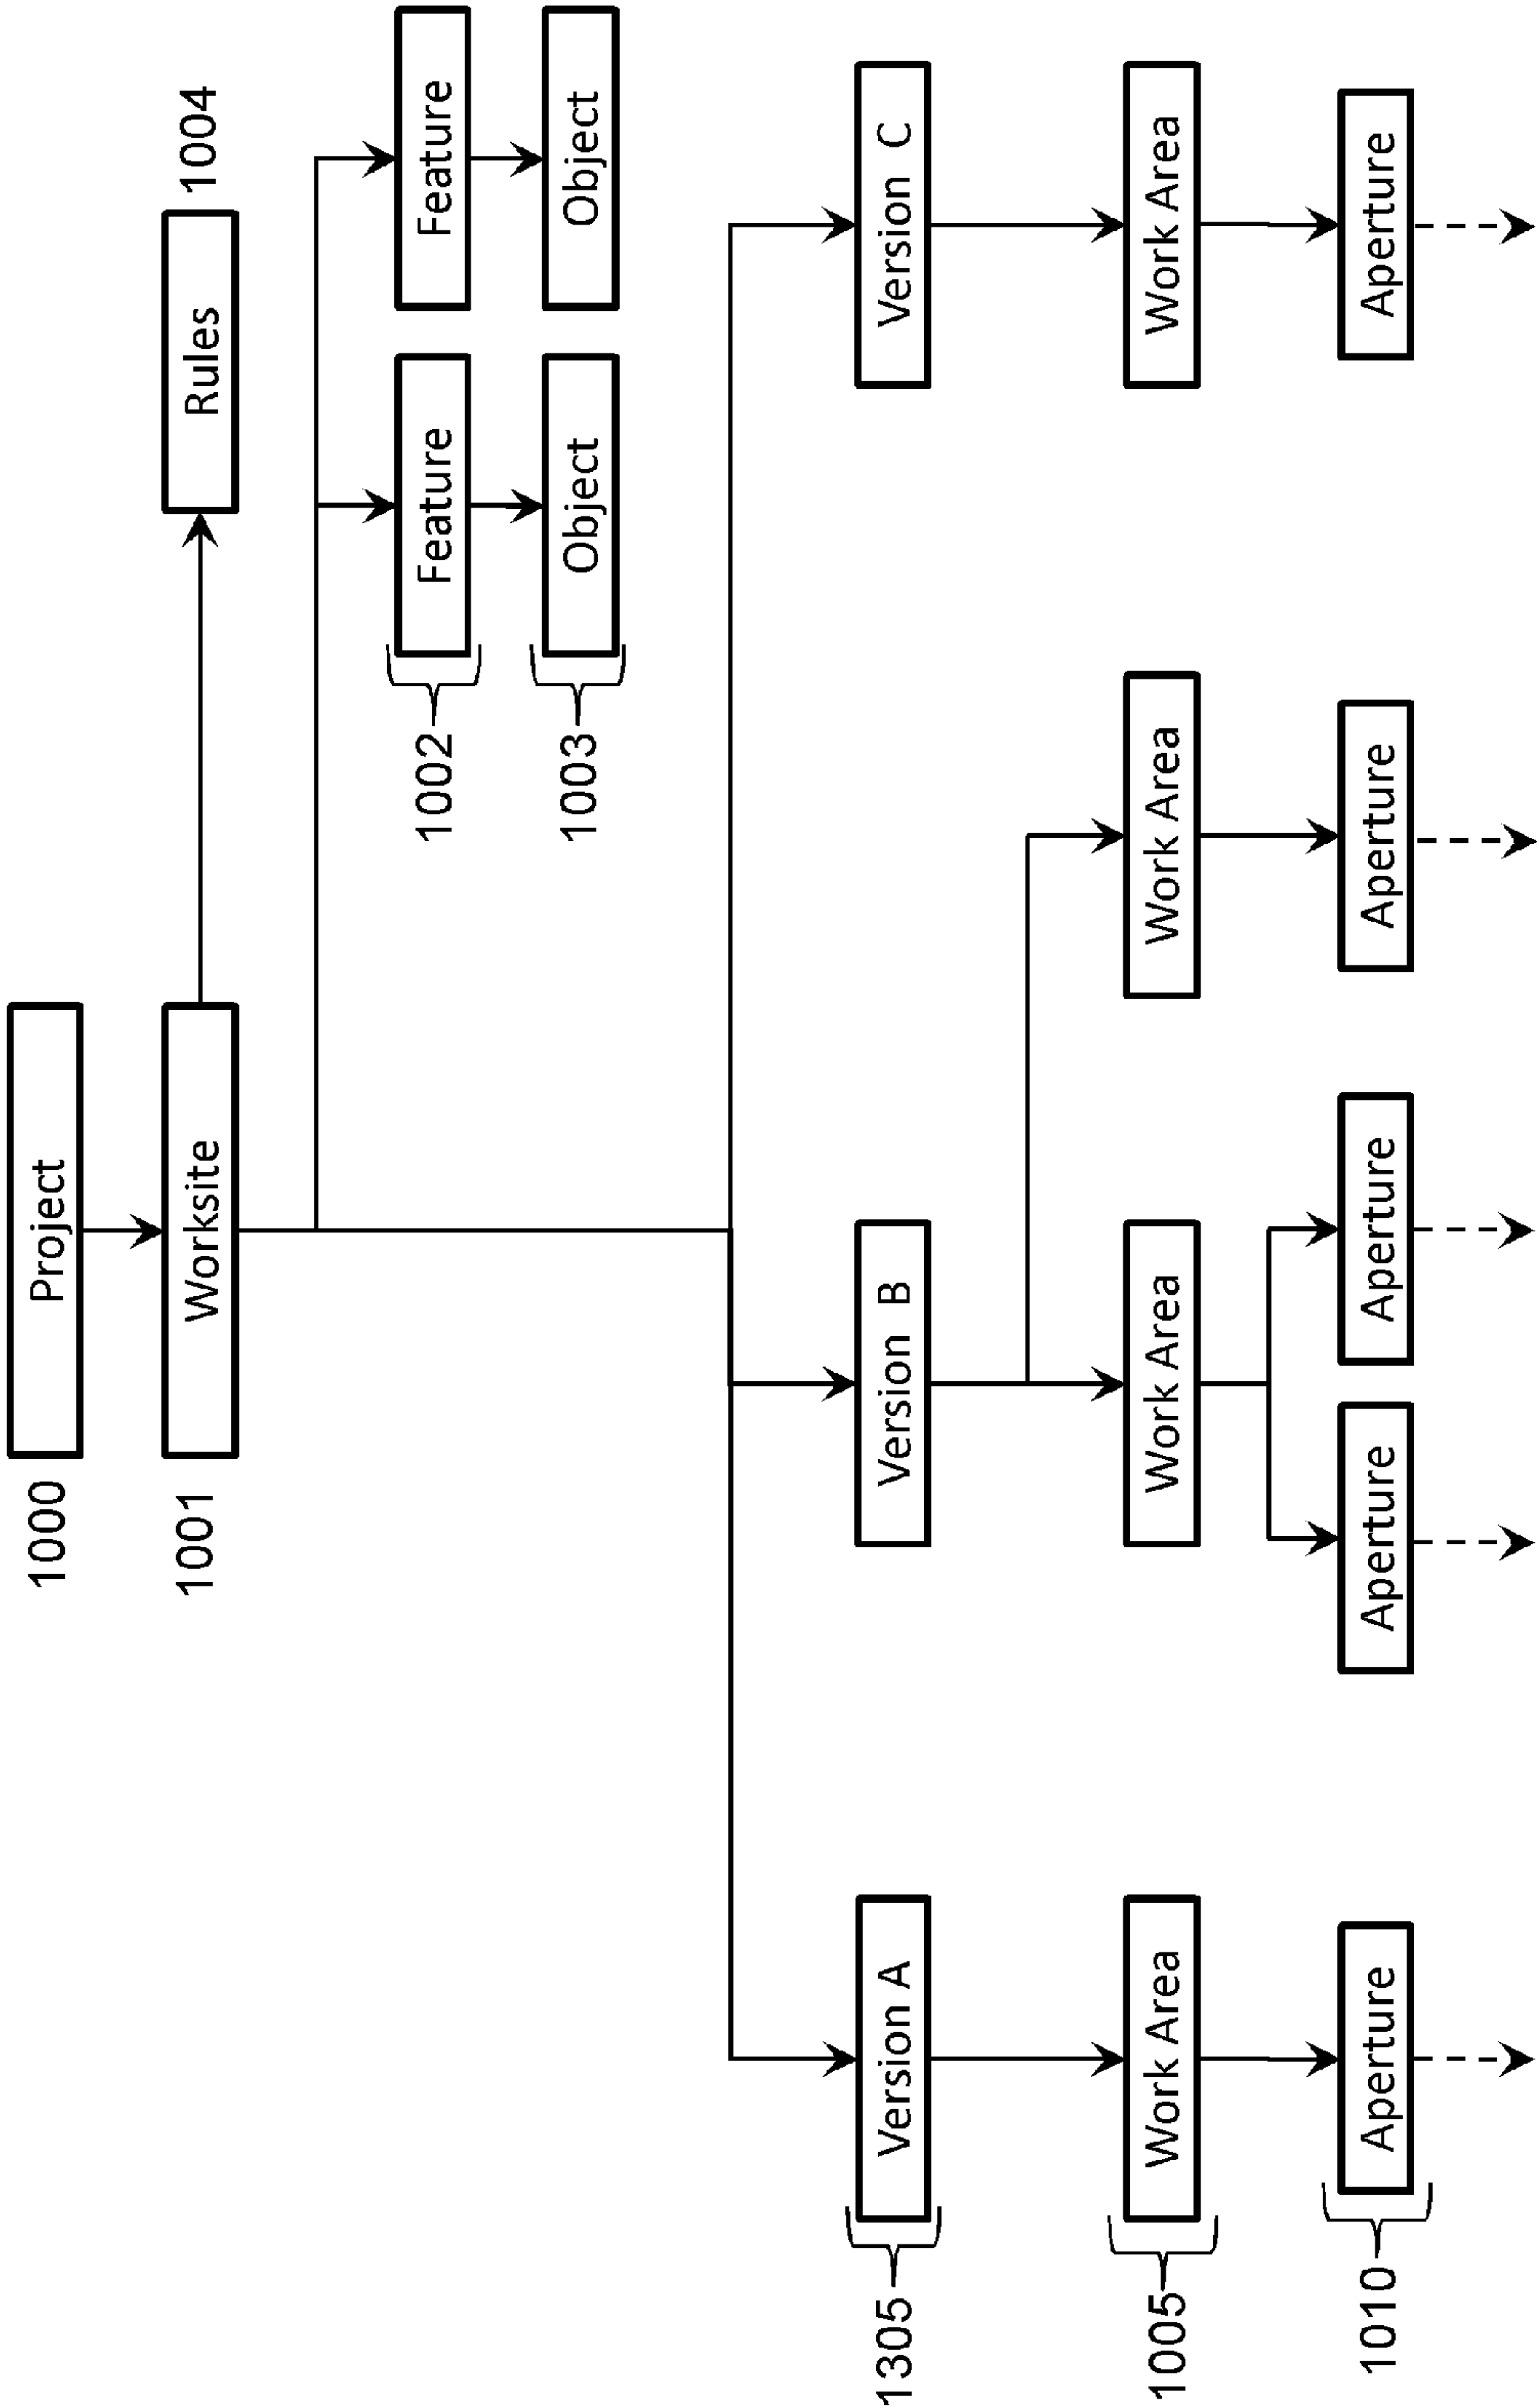 1000
Project
1001
Worksite
Rules
1004
1002
Feature
Feature
1003
Object
Object
1305
Version A
Version B
Version C
1005
Work Area
Work Area
Work Area
Work Area
1010
Aperture
Aperture
Aperture
Aperture
Aperture